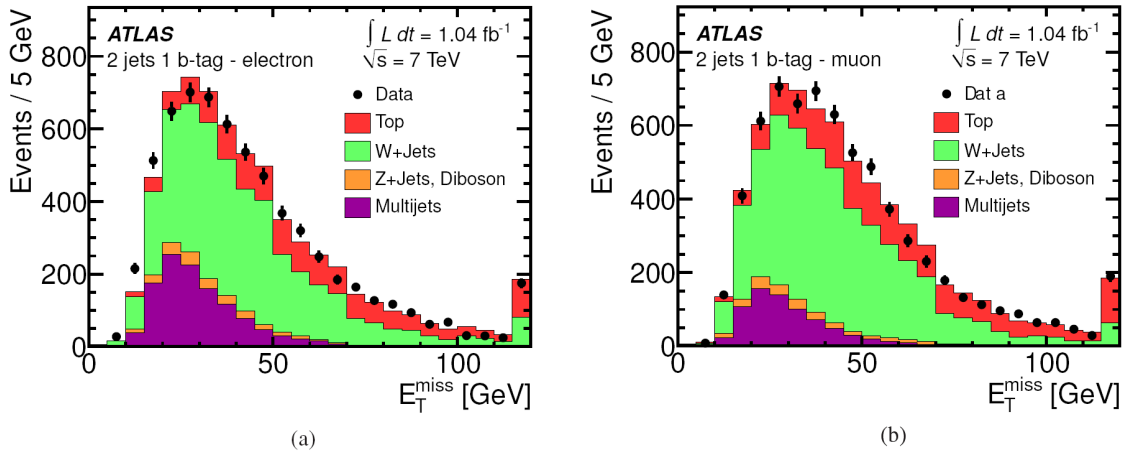 ATLAS
∫ L dt = 1.04 fb⁻¹
2 jets 1 b-tag - electron
√s = 7 TeV
Data
Top
W+Jets
Z+Jets, Diboson
Multijets
Events / 5 GeV
800
600
400
200
0
0 50 100
E_T^miss [GeV]
(a)
ATLAS
∫ L dt = 1.04 fb⁻¹
2 jets 1 b-tag - muon
√s = 7 TeV
Dat a
Top
W+Jets
Z+Jets, Diboson
Multijets
Events / 5 GeV
800
600
400
200
0
0 50 100
E_T^miss [GeV]
(b)